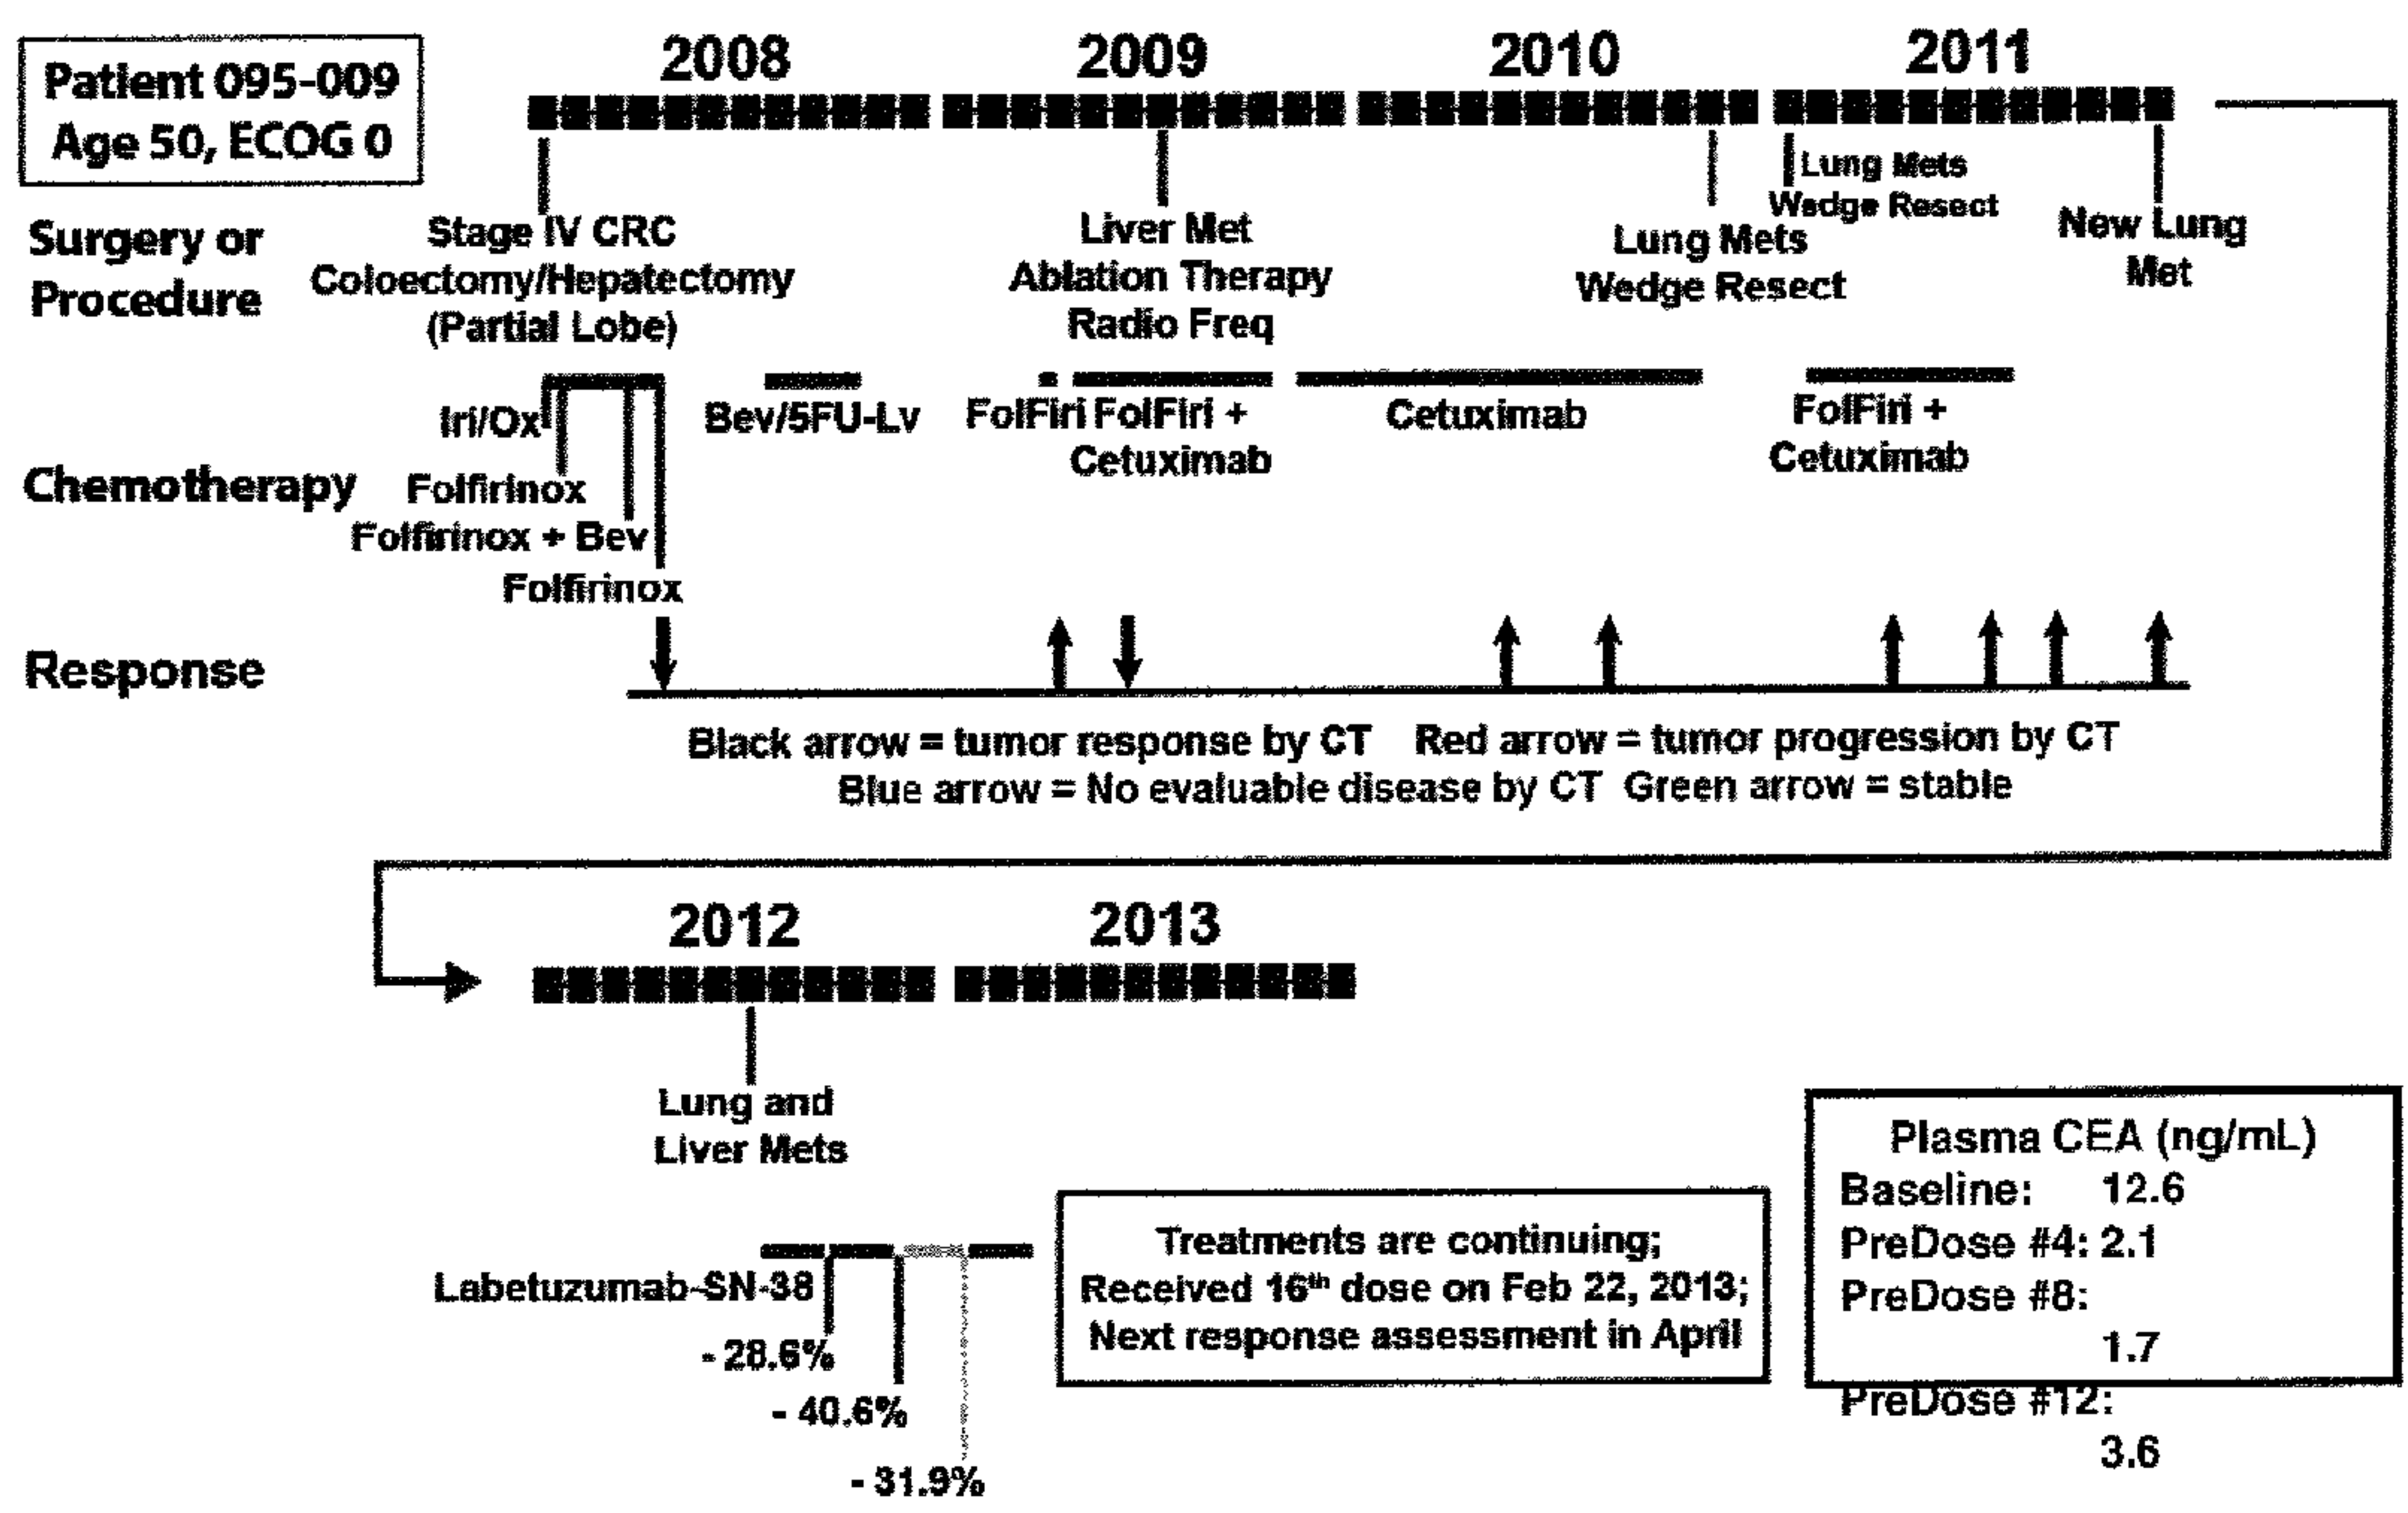 Patient 095-009
Age 50, ECOG 0
2008
2009
2010
2011
Surgery or
Procedure
Stage IV CRC
Coloectomy/Hepatectomy
(Partial Lobe)
Liver Met
Ablation Therapy
Radio Freq
Lung Mets
Wedge Resect
Lung Mets
Wedge Resect
New Lung
Met
Chemotherapy
Iri/Ox
Folfirinox
Folfirinox + Bev
Folfirinox
Bev/5FU-Lv
FolFiri
FolFiri +
Cetuximab
Cetuximab
FolFiri +
Cetuximab
Response
Black arrow = tumor response by CT Red arrow = tumor progression by CT
Blue arrow = No evaluable disease by CT Green arrow = stable
2012
2013
Lung and
Liver Mets
Labetuzumab-SN-38
- 28.6%
- 40.6%
- 31.9%
Treatments are continuing;
Received 16th dose on Feb 22, 2013;
Next response assessment in April
Plasma CEA (ng/mL)
Baseline: 12.6
PreDose #4: 2.1
PreDose #8:
1.7
PreDose #12:
3.6